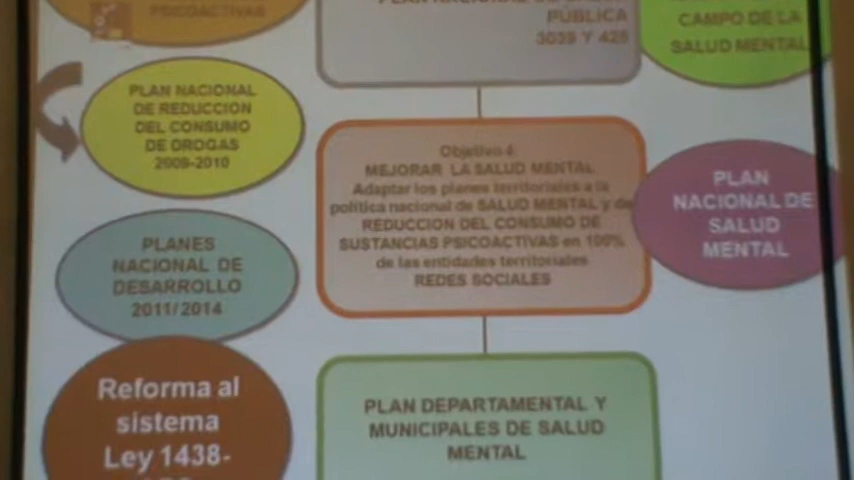 PSICOACTIVAS
PÚBLICA
3039 Y 425
CAMPO DE LA
SALUD MENTAL
PLAN NACIONAL
DE REDUCCION
DEL CONSUMO
DE DROGAS
2009-2010
Objetivo 4
MEJORAR LA SALUD MENTAL
Adaptar los planes territoriales a la
política nacional de SALUD MENTAL y de
REDUCCION DEL CONSUMO DE
SUSTANCIAS PSICOACTIVAS en 100%
de las entidades territoriales
REDES SOCIALES
PLAN
NACIONAL DE
SALUD
MENTAL
PLANES
NACIONAL DE
DESARROLLO
2011/2014
Reforma al
sistema
Ley 1438-
PLAN DEPARTAMENTAL Y
MUNICIPALES DE SALUD
MENTAL